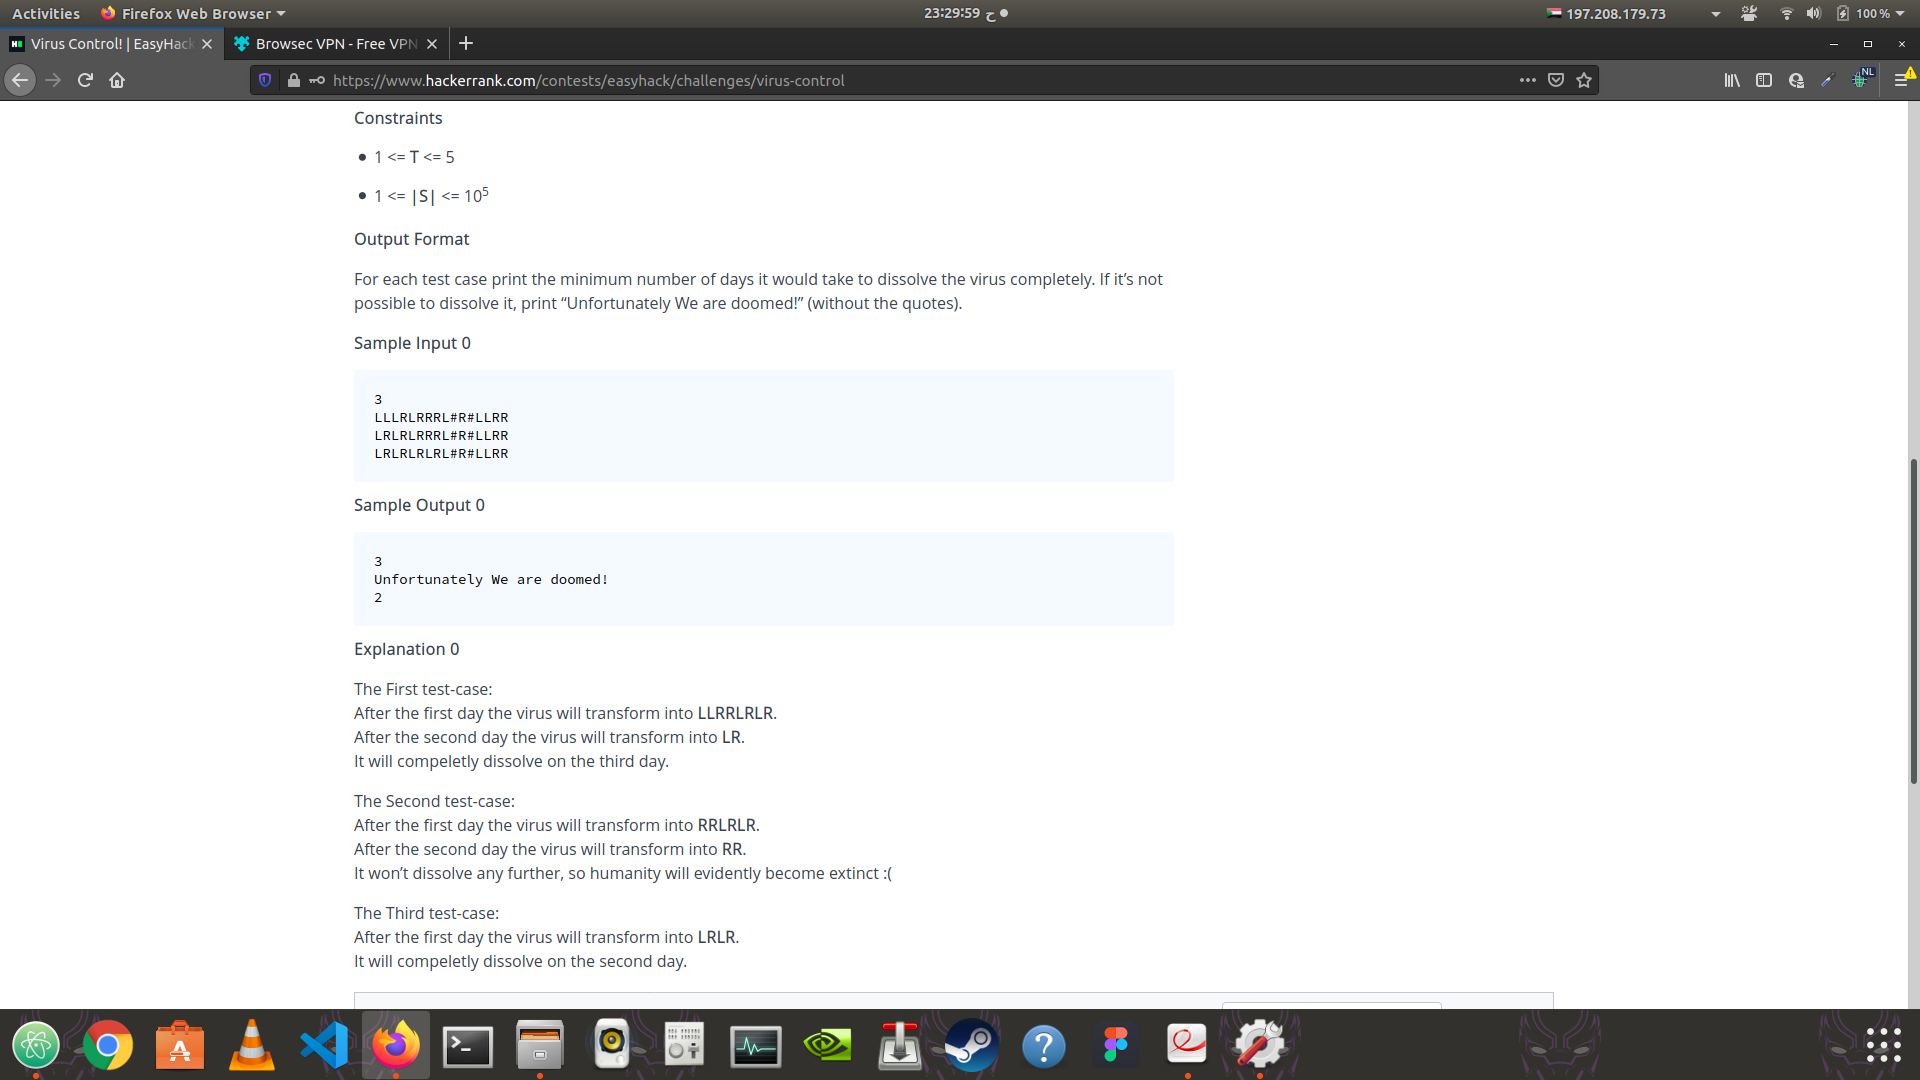 Activities Firefox Web Browser 23:29:59 ح 197.208.179.73 100 %
Virus Control! | EasyHack Browsec VPN - Free VPN
https://www.hackerrank.com/contests/easyhack/challenges/virus-control NL
Constraints
1 <= T <= 5
1 <= |S| <= 10⁵
Output Format
For each test case print the minimum number of days it would take to dissolve the virus completely. If it’s not
possible to dissolve it, print “Unfortunately We are doomed!” (without the quotes).
Sample Input 0
3
LLLRLRRRL#R#LLRR
LRLRLRRRL#R#LLRR
LRLRLRLRL#R#LLRR
Sample Output 0
3
Unfortunately We are doomed!
2
Explanation 0
The First test-case:
After the first day the virus will transform into LLRRLRLR.
After the second day the virus will transform into LR.
It will compeletly dissolve on the third day.
The Second test-case:
After the first day the virus will transform into RRLRLR.
After the second day the virus will transform into RR.
It won’t dissolve any further, so humanity will evidently become extinct :(
The Third test-case:
After the first day the virus will transform into LRLR.
It will compeletly dissolve on the second day.